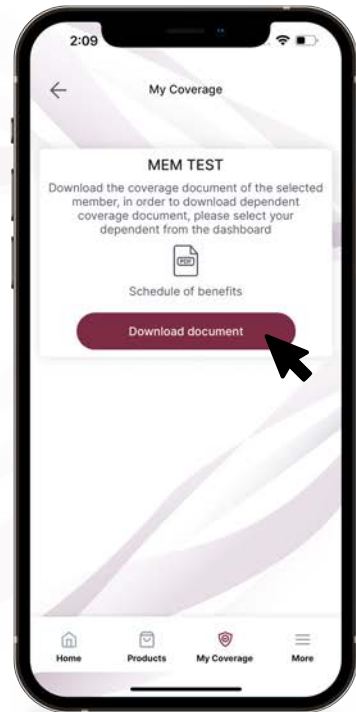 2:09
My Coverage
MEM TEST
Download the coverage document of the selected
member, in order to download dependent
coverage document, please select your
dependent from the dashboard
PDF
Schedule of benefits
Download document
Home Products My Coverage More